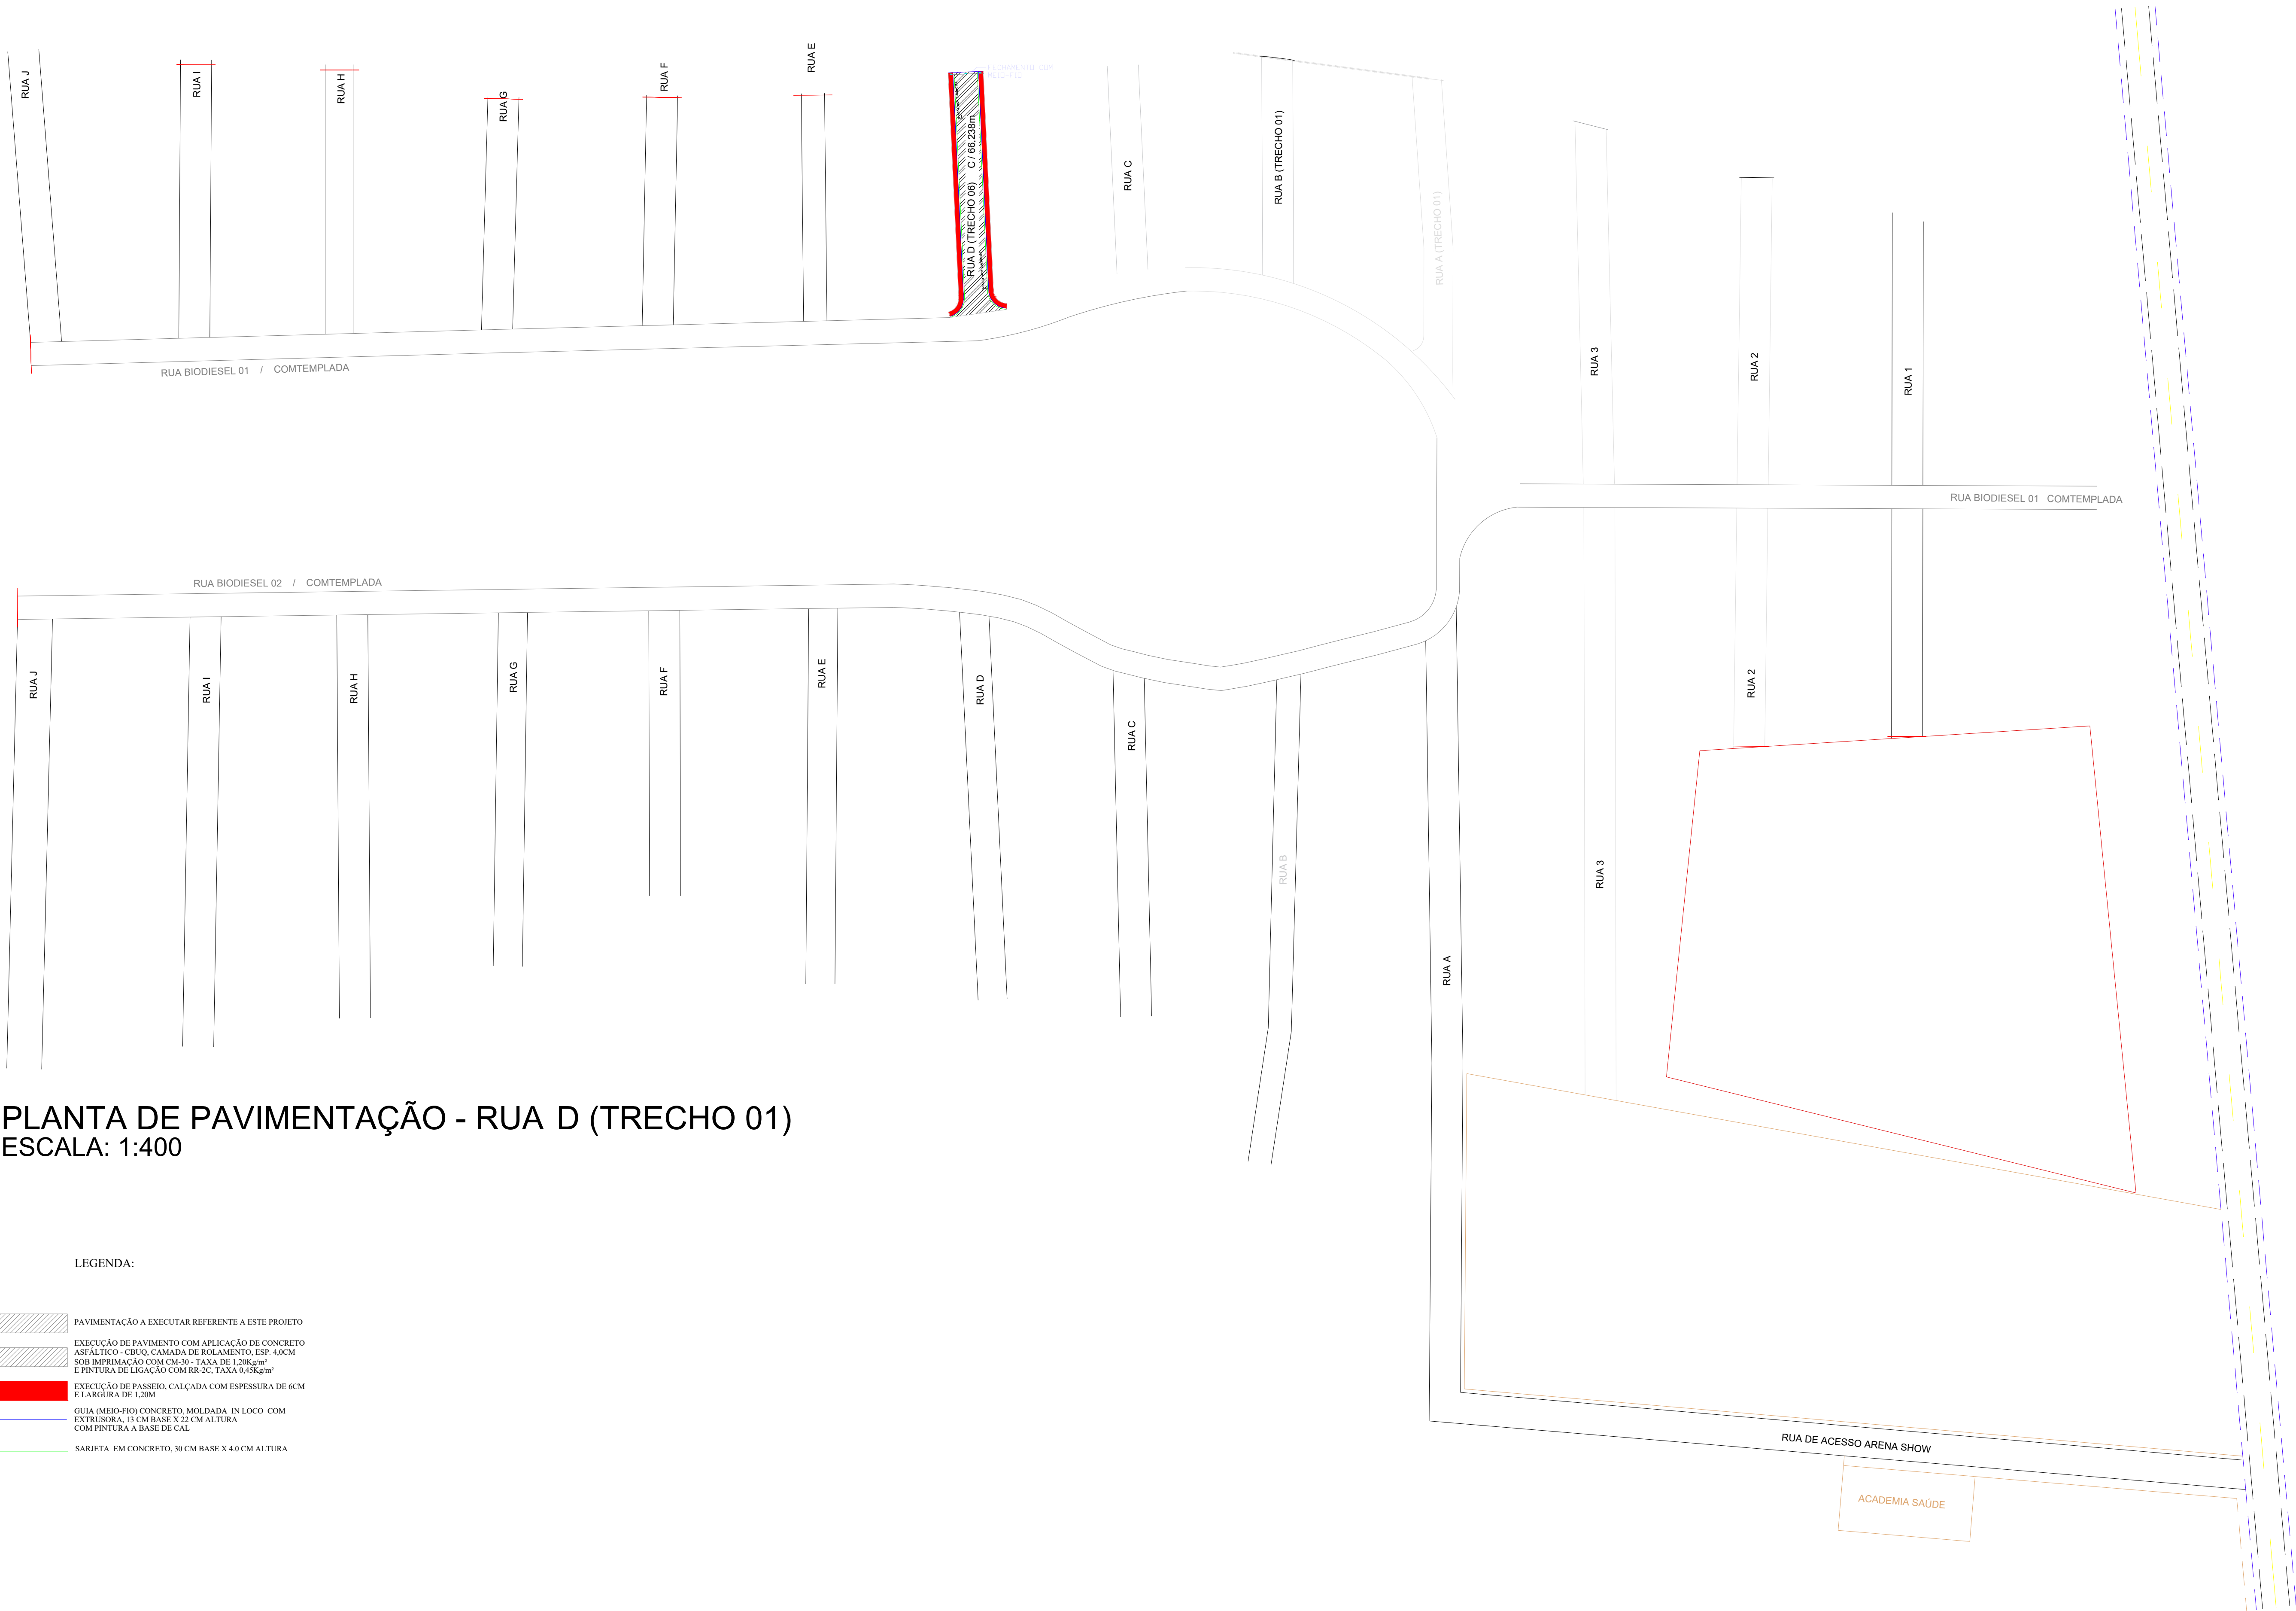 RUA J
RUA I
RUA H
RUA G
RUA F
RUA E
FECCHAMENTO COM
MEIO-FIO
RUA D (TRECHO 06) C / 66,238m
RUA C
RUA B (TRECHO 01)
RUA A (TRECHO 01)
RUA 3
RUA 2
RUA 1
RUA BIODIESEL 01 / COMTEMPLADA
RUA BIODIESEL 01 COMTEMPLADA
RUA BIODIESEL 02 / COMTEMPLADA
RUA J
RUA I
RUA H
RUA G
RUA F
RUA E
RUA D
RUA C
RUA B
RUA A
RUA 3
RUA 2
PLANTA DE PAVIMENTAÇÃO - RUA D (TRECHO 01)
ESCALA: 1:400
LEGENDA:
PAVIMENTAÇÃO A EXECUTAR REFERENTE A ESTE PROJETO
EXECUÇÃO DE PAVIMENTO COM APLICAÇÃO DE CONCRETO
ASFÁLTICO - CBUQ, CAMADA DE ROLAMENTO, ESP. 4,0CM
SOB IMPRIMAÇÃO COM CM-30 - TAXA DE 1,20Kg/m²
E PINTURA DE LIGAÇÃO COM RR-2C, TAXA 0,45Kg/m²
EXECUÇÃO DE PASSEIO, CALÇADA COM ESPESSURA DE 6CM
E LARGURA DE 1,20M
GUIA (MEIO-FIO) CONCRETO, MOLDADA IN LOCO COM
EXTRUSORA, 13 CM BASE X 22 CM ALTURA
COM PINTURA A BASE DE CAL
SARJETA EM CONCRETO, 30 CM BASE X 4.0 CM ALTURA
RUA DE ACESSO ARENA SHOW
ACADEMIA SAÚDE